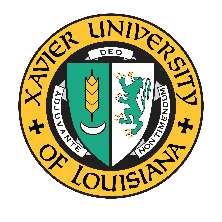 XAVIER UNIVERSITY
OF LOUISIANA
DEO
ADJUVANTE
NON TIMENDUM